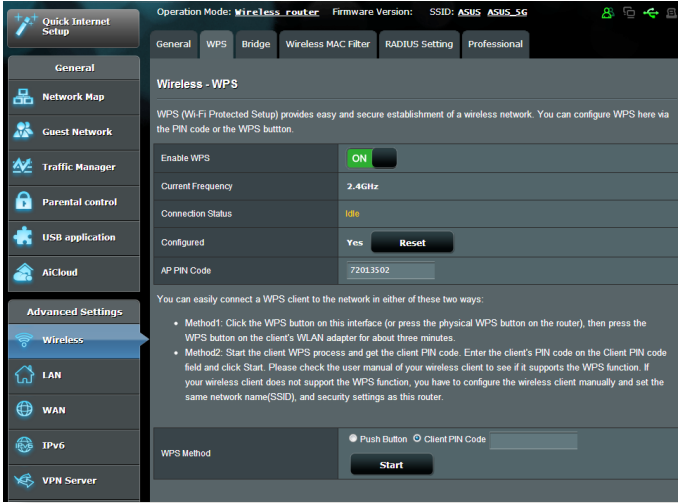 Quick Internet
Setup
Operation Mode: Wireless router Firmware Version: SSID: ASUS ASUS_5G
General WPS Bridge Wireless MAC Filter RADIUS Setting Professional
General
Network Map
Guest Network
Traffic Manager
Parental control
USB application
AiCloud
Advanced Settings
Wireless
LAN
WAN
IPv6
VPN Server
Wireless - WPS
WPS (Wi-Fi Protected Setup) provides easy and secure establishment of a wireless network. You can configure WPS here via
the PIN code or the WPS buttton.
Enable WPS ON
Current Frequency 2.4GHz
Connection Status Idle
Configured Yes Reset
AP PIN Code 72013502
You can easily connect a WPS client to the network in either of these two ways:
• Method1: Click the WPS button on this interface (or press the physical WPS button on the router), then press the
WPS button on the client's WLAN adapter for about three minutes.
• Method2: Start the client WPS process and get the client PIN code. Enter the client's PIN code on the Client PIN code
field and click Start. Please check the user manual of your wireless client to see if it supports the WPS function. If
your wireless client does not support the WPS function, you have to configure the wireless client manually and set the
same network name(SSID), and security settings as this router.
WPS Method Push Button Client PIN Code
Start